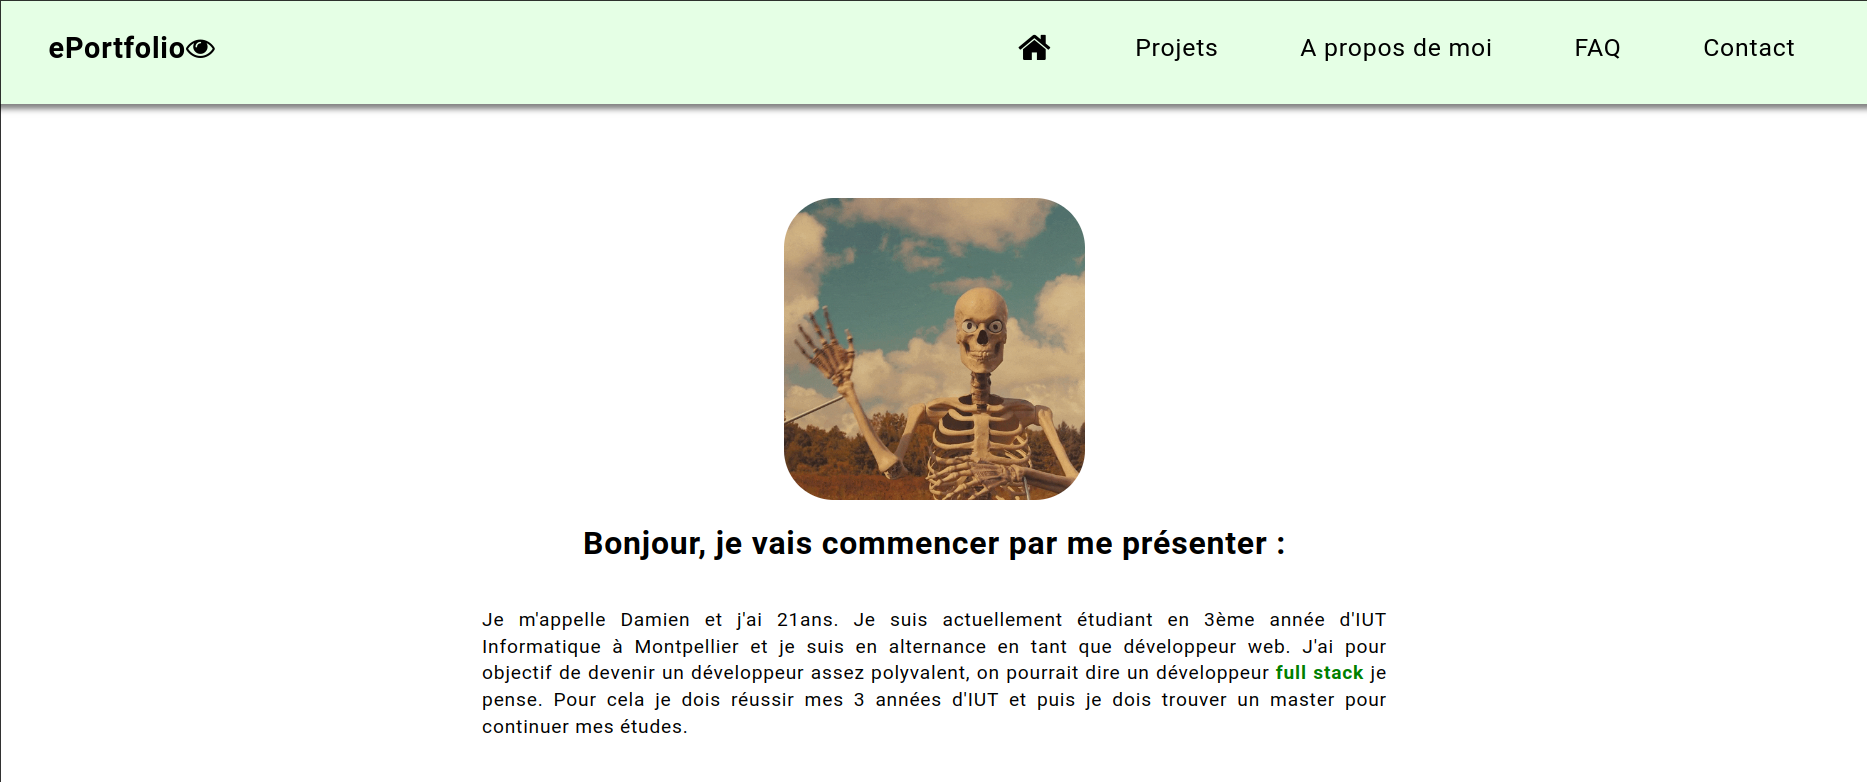 ePortfolio
Projets
A propos de moi
FAQ
Contact
Bonjour, je vais commencer par me présenter :
Je m'appelle Damien et j'ai 21ans. Je suis actuellement étudiant en 3ème année d'IUT
Informatique à Montpellier et je suis en alternance en tant que développeur web. J'ai pour
objectif de devenir un développeur assez polyvalent, on pourrait dire un développeur full stack je
pense. Pour cela je dois réussir mes 3 années d'IUT et puis je dois trouver un master pour
continuer mes études.